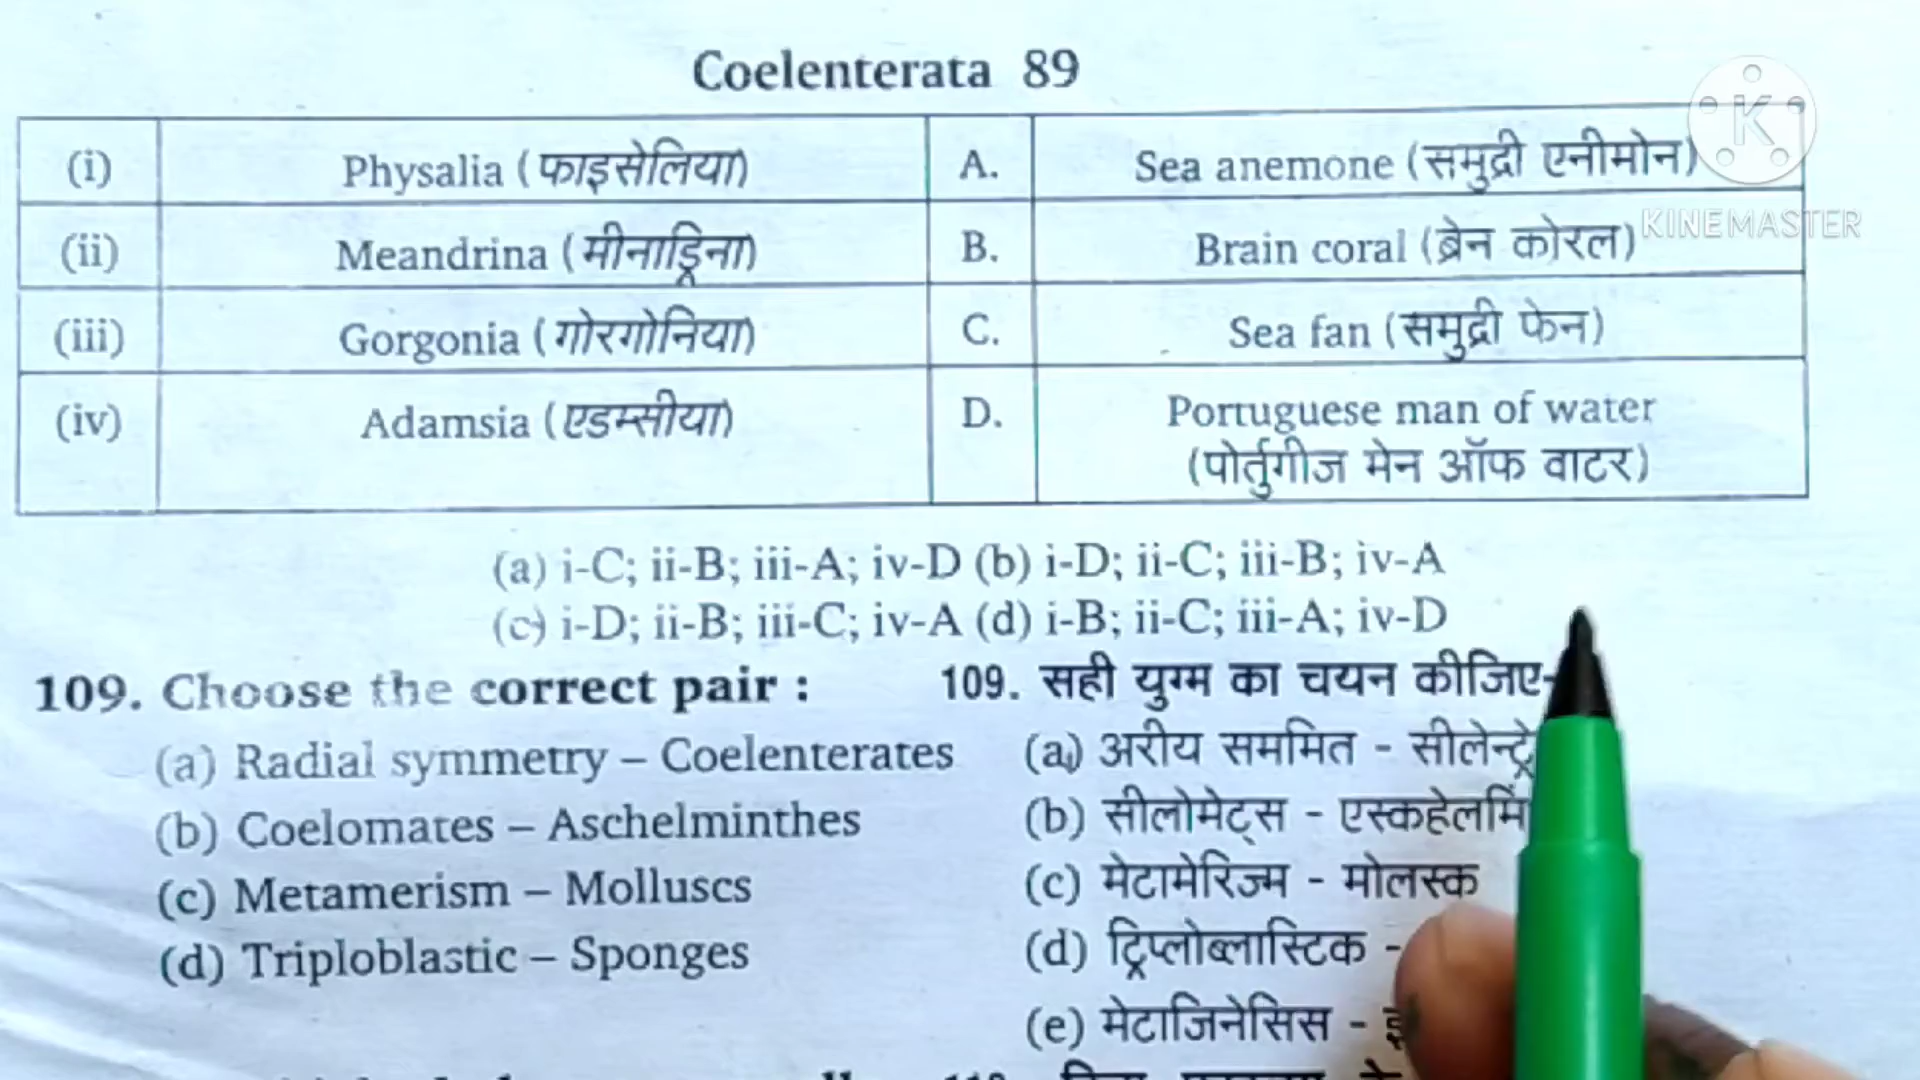 Coelenterata 89
(i) Physalia (फाइसेलिया) A. Sea anemone (समुद्री एनीमोन)
(ii) Meandrina (मीनाड्रिना) B. Brain coral (ब्रेन कोरल)
KINEMASTER
(iii) Gorgonia (गोरगोनिया) C. Sea fan (समुद्री फेन)
(iv) Adamsia (एडम्सीया) D. Portuguese man of water
(पोर्तुगीज मेन ऑफ वाटर)
(a) i-C; ii-B; iii-A; iv-D (b) i-D; ii-C; iii-B; iv-A
(c) i-D; ii-B; iii-C; iv-A (d) i-B; ii-C; iii-A; iv-D
109. Choose the correct pair :
(a) Radial symmetry – Coelenterates
(b) Coelomates – Aschelminthes
(c) Metamerism – Molluscs
(d) Triploblastic – Sponges
109. सही युग्म का चयन कीजिए-
(a) अरीय सममित -
(b) सीलोमेट्स -
(c) मेटामेरिज्म - मोलस्क
(d) ट्रिप्लोब्लास्टिक -
(e) मेटाजिनेसिस -